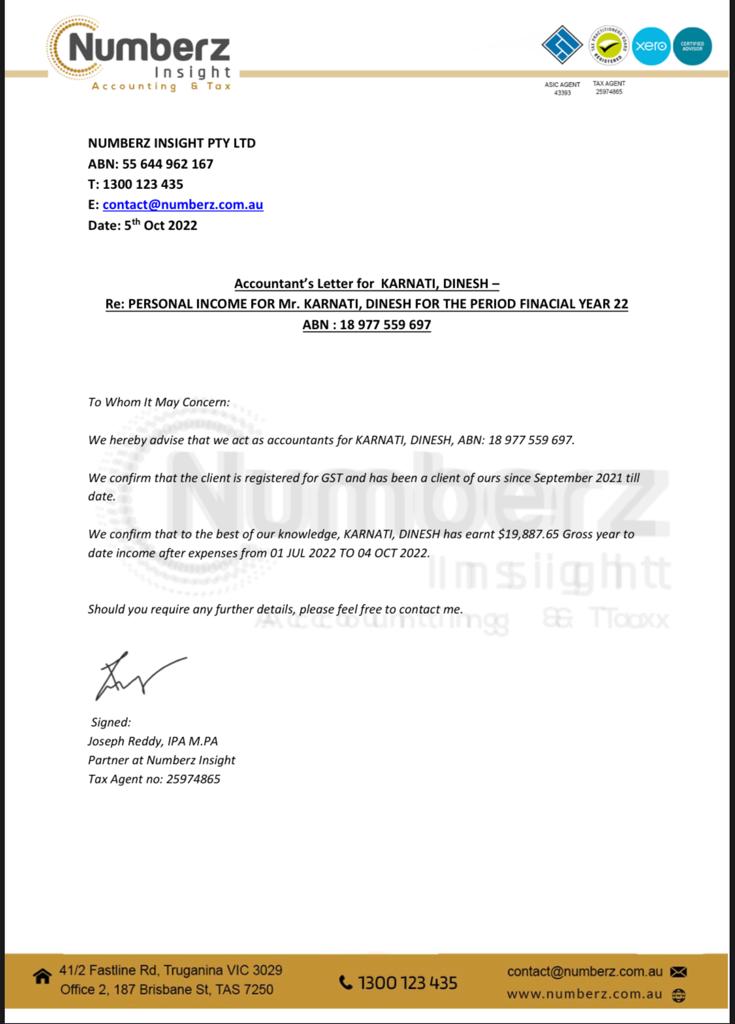 Numberz
Insight
Accounting & Tax
TAX PRACTITIONERS BOARD
REGISTERED
xero
CERTIFIED
ADVISOR
ASIC AGENT
43393
TAX AGENT
25974865
NUMBERZ INSIGHT PTY LTD
ABN: 55 644 962 167
T: 1300 123 435
E: contact@numberz.com.au
Date: 5th Oct 2022
Accountant's Letter for KARNATI, DINESH –
Re: PERSONAL INCOME FOR Mr. KARNATI, DINESH FOR THE PERIOD FINACIAL YEAR 22
ABN : 18 977 559 697
To Whom It May Concern:
We hereby advise that we act as accountants for KARNATI, DINESH, ABN: 18 977 559 697.
We confirm that the client is registered for GST and has been a client of ours since September 2021 till
date.
We confirm that to the best of our knowledge, KARNATI, DINESH has earnt $19,887.65 Gross year to
date income after expenses from 01 JUL 2022 TO 04 OCT 2022.
Should you require any further details, please feel free to contact me.
Numberz
Insight
Accounting & Tax
Signed:
Joseph Reddy, IPA M.PA
Partner at Numberz Insight
Tax Agent no: 25974865
41/2 Fastline Rd, Truganina VIC 3029
Office 2, 187 Brisbane St, TAS 7250
1300 123 435
contact@numberz.com.au
www.numberz.com.au